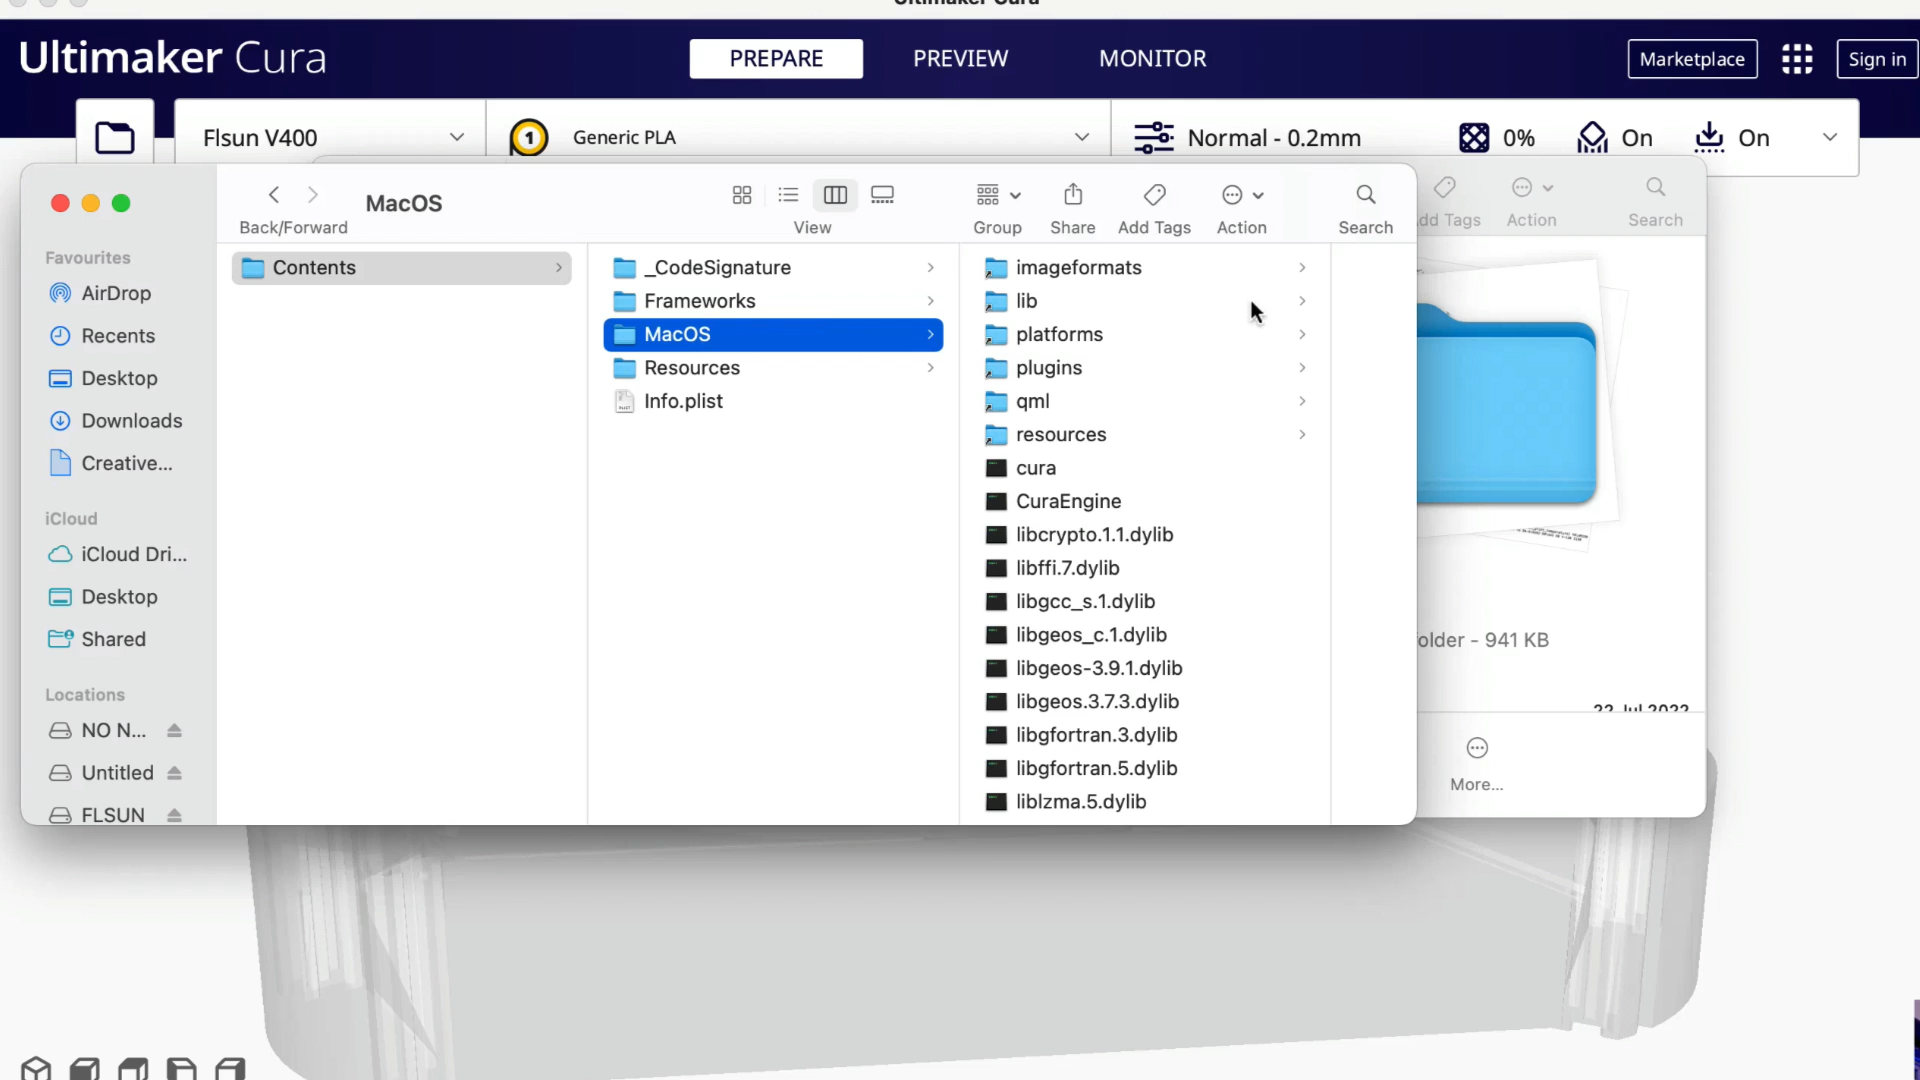 Ultimaker Cura
Ultimaker Cura
PREPARE
PREVIEW
MONITOR
Marketplace
Sign in
Flsun V400
1
Generic PLA
Normal - 0.2mm
0%
On
On
MacOS
Back/Forward
View
Group
Share
Add Tags
Action
Search
dd Tags
Action
Search
Favourites
AirDrop
Recents
Desktop
Downloads
Creative...
iCloud
iCloud Dri...
Desktop
Shared
Locations
NO N...
Untitled
FLSUN
Contents
_CodeSignature
Frameworks
MacOS
Resources
Info.plist
imageformats
lib
platforms
plugins
qml
resources
cura
CuraEngine
libcrypto.1.1.dylib
libffi.7.dylib
libgcc_s.1.dylib
libgeos_c.1.dylib
libgeos-3.9.1.dylib
libgeos.3.7.3.dylib
libgfortran.3.dylib
libgfortran.5.dylib
liblzma.5.dylib
older - 941 KB
22 Jul 2022
More...